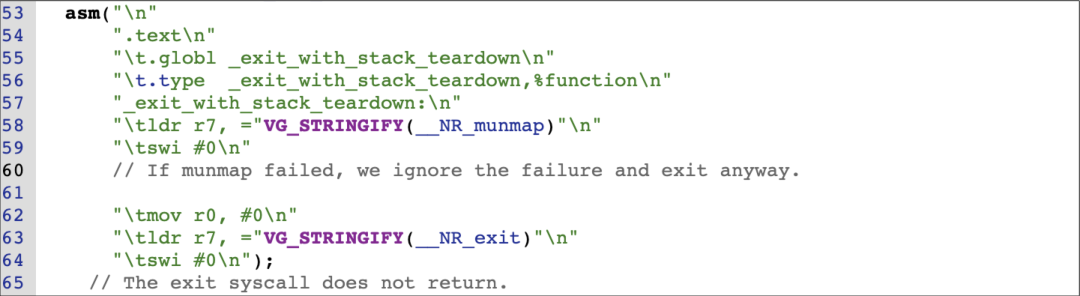 53 asm("\n"
54 ".text\n"
55 "\t.globl _exit_with_stack_teardown\n"
56 "\t.type _exit_with_stack_teardown,%function\n"
57 "_exit_with_stack_teardown:\n"
58 "\tldr r7, ="VG_STRINGIFY(__NR_munmap)"\n"
59 "\tswi #0\n"
60 // If munmap failed, we ignore the failure and exit anyway.
61
62 "\tmov r0, #0\n"
63 "\tldr r7, ="VG_STRINGIFY(__NR_exit)"\n"
64 "\tswi #0\n");
65 // The exit syscall does not return.